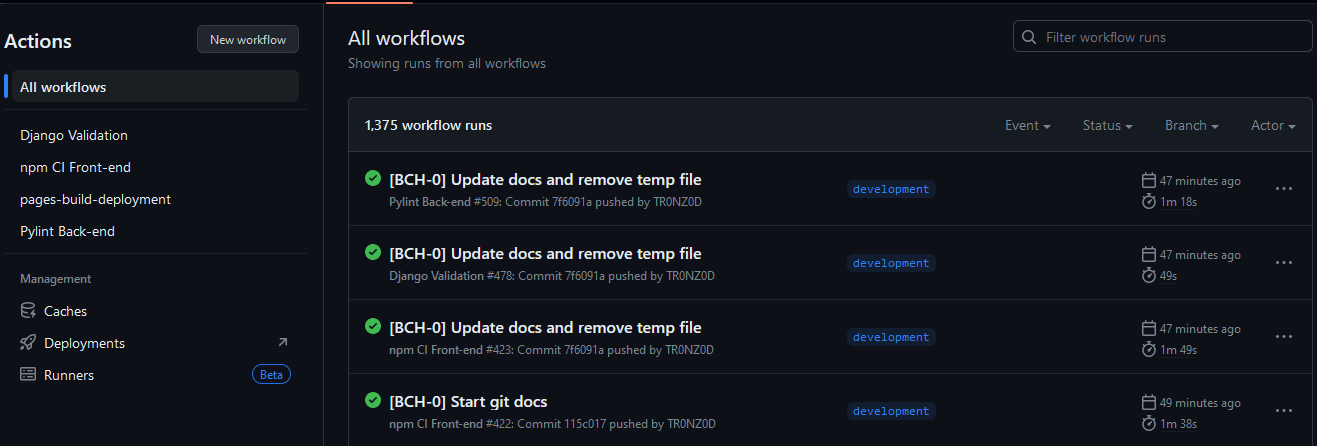 Actions
New workflow
All workflows
Django Validation
npm CI Front-end
pages-build-deployment
Pylint Back-end
Management
Caches
Deployments
Runners
Beta
All workflows
Showing runs from all workflows
Filter workflow runs
1,375 workflow runs
Event
Status
Branch
Actor
[BCH-0] Update docs and remove temp file
Pylint Back-end #509: Commit 7f6091a pushed by TR0NZ0D
development
47 minutes ago
1m 18s
[BCH-0] Update docs and remove temp file
Django Validation #478: Commit 7f6091a pushed by TR0NZ0D
development
47 minutes ago
49s
[BCH-0] Update docs and remove temp file
npm CI Front-end #423: Commit 7f6091a pushed by TR0NZ0D
development
47 minutes ago
1m 49s
[BCH-0] Start git docs
npm CI Front-end #422: Commit 115c017 pushed by TR0NZ0D
development
49 minutes ago
1m 38s